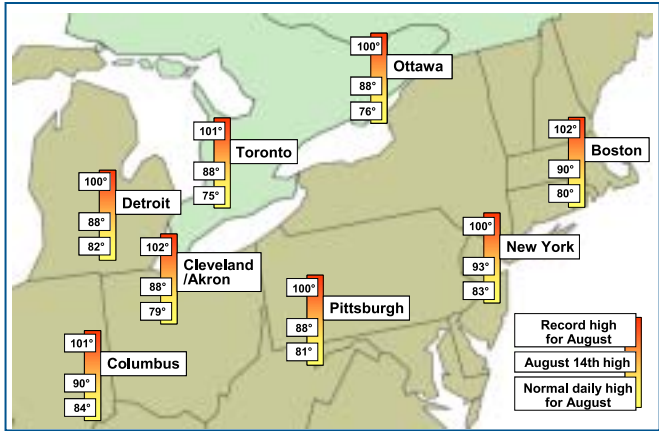 100°
Ottawa
88°
76°
101°
Toronto
88°
75°
102°
Boston
90°
80°
100°
Detroit
88°
82°
102°
Cleveland
/Akron
88°
79°
100°
New York
93°
83°
100°
Pittsburgh
88°
81°
101°
Columbus
90°
84°
Record high
for August
August 14th high
Normal daily high
for August